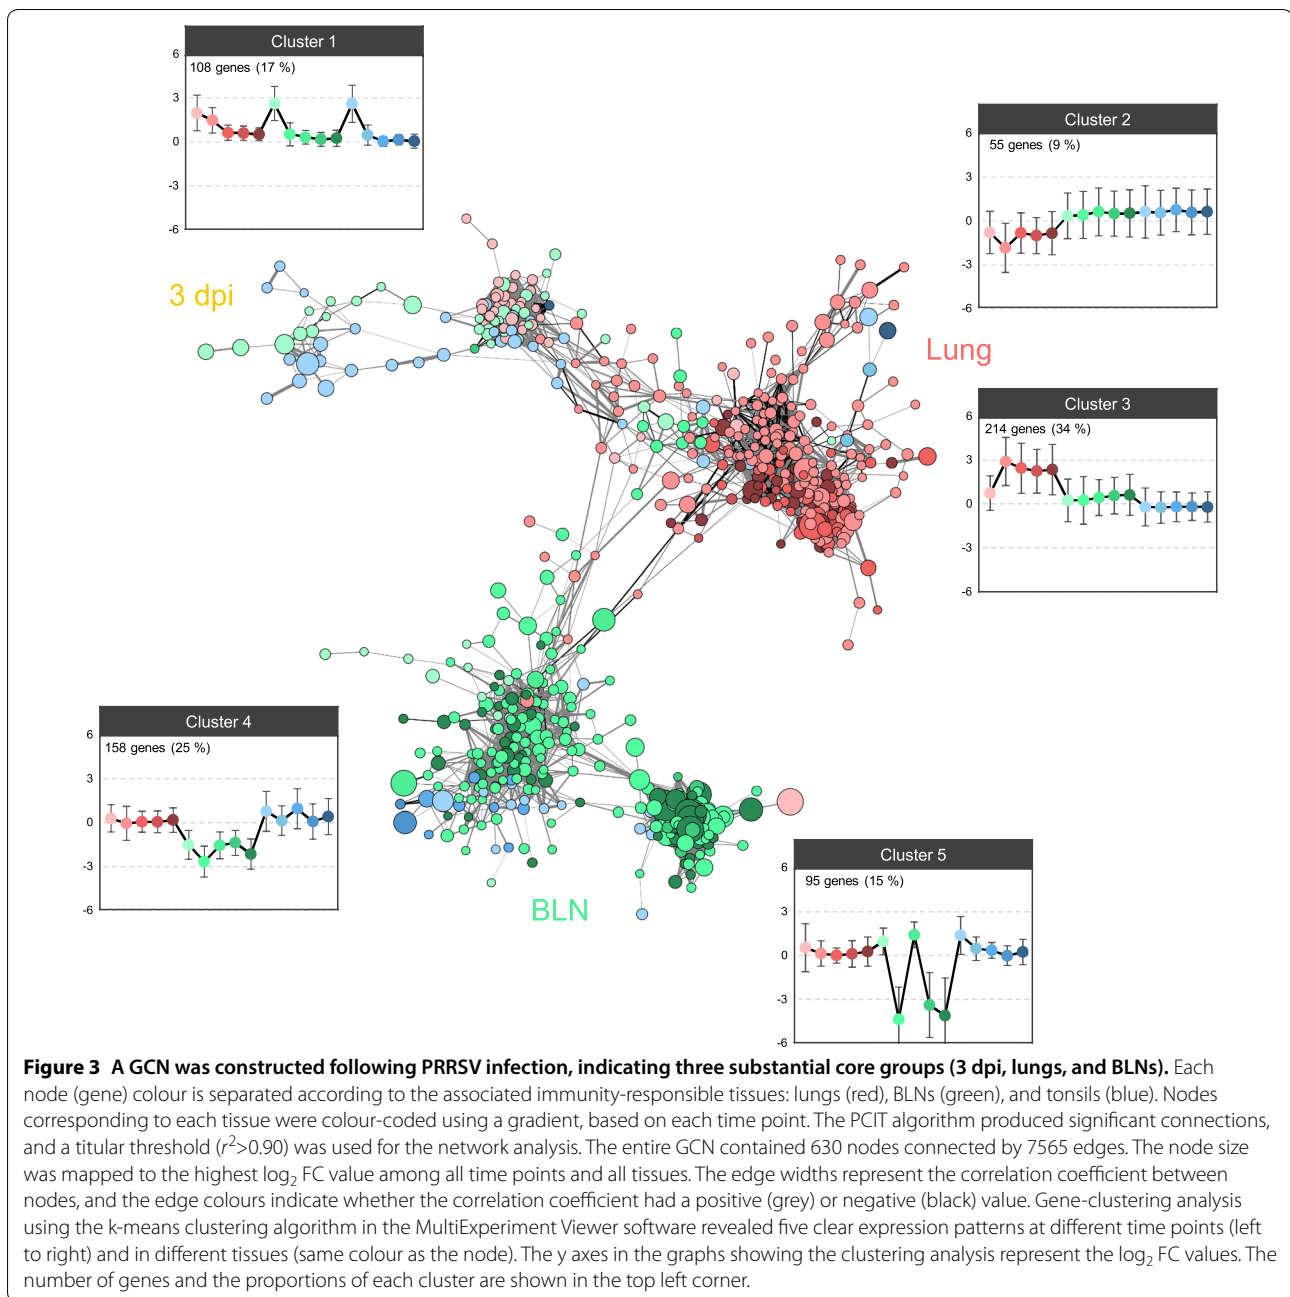 Cluster 1
6
108 genes (17 %)
3
0
-3
-6
Cluster 2
6
55 genes (9 %)
3
0
-3
-6
3 dpi
Lung
Cluster 3
6
214 genes (34 %)
3
0
-3
-6
Cluster 4
6
158 genes (25 %)
3
0
-3
-6
Cluster 5
6
95 genes (15 %)
3
0
-3
-6
BLN
Figure 3 A GCN was constructed following PRRSV infection, indicating three substantial core groups (3 dpi, lungs, and BLNs). Each
node (gene) colour is separated according to the associated immunity-responsible tissues: lungs (red), BLNs (green), and tonsils (blue). Nodes
corresponding to each tissue were colour-coded using a gradient, based on each time point. The PCIT algorithm produced significant connections,
and a titular threshold (r²>0.90) was used for the network analysis. The entire GCN contained 630 nodes connected by 7565 edges. The node size
was mapped to the highest log₂ FC value among all time points and all tissues. The edge widths represent the correlation coefficient between
nodes, and the edge colours indicate whether the correlation coefficient had a positive (grey) or negative (black) value. Gene-clustering analysis
using the k-means clustering algorithm in the MultiExperiment Viewer software revealed five clear expression patterns at different time points (left
to right) and in different tissues (same colour as the node). The y axes in the graphs showing the clustering analysis represent the log₂ FC values. The
number of genes and the proportions of each cluster are shown in the top left corner.